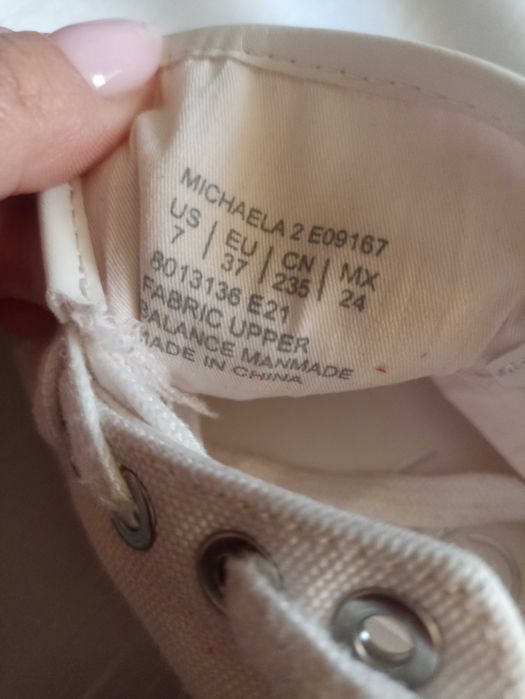 MICHAELA 2 E09167
US | EU | CN | MX
7 | 37 | 235 | 24
8013136 E21
FABRIC UPPER
BALANCE MANMADE
MADE IN CHINA